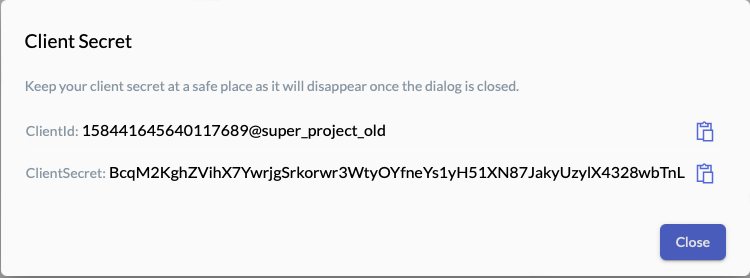 Client Secret
Keep your client secret at a safe place as it will disappear once the dialog is closed.
ClientId: 158441645640117689@super_project_old
ClientSecret: BcqM2KghZVihX7YwrjgSrkorwr3WtyOYfneYs1yH51XN87JakyUzylX4328wbTnL
Close